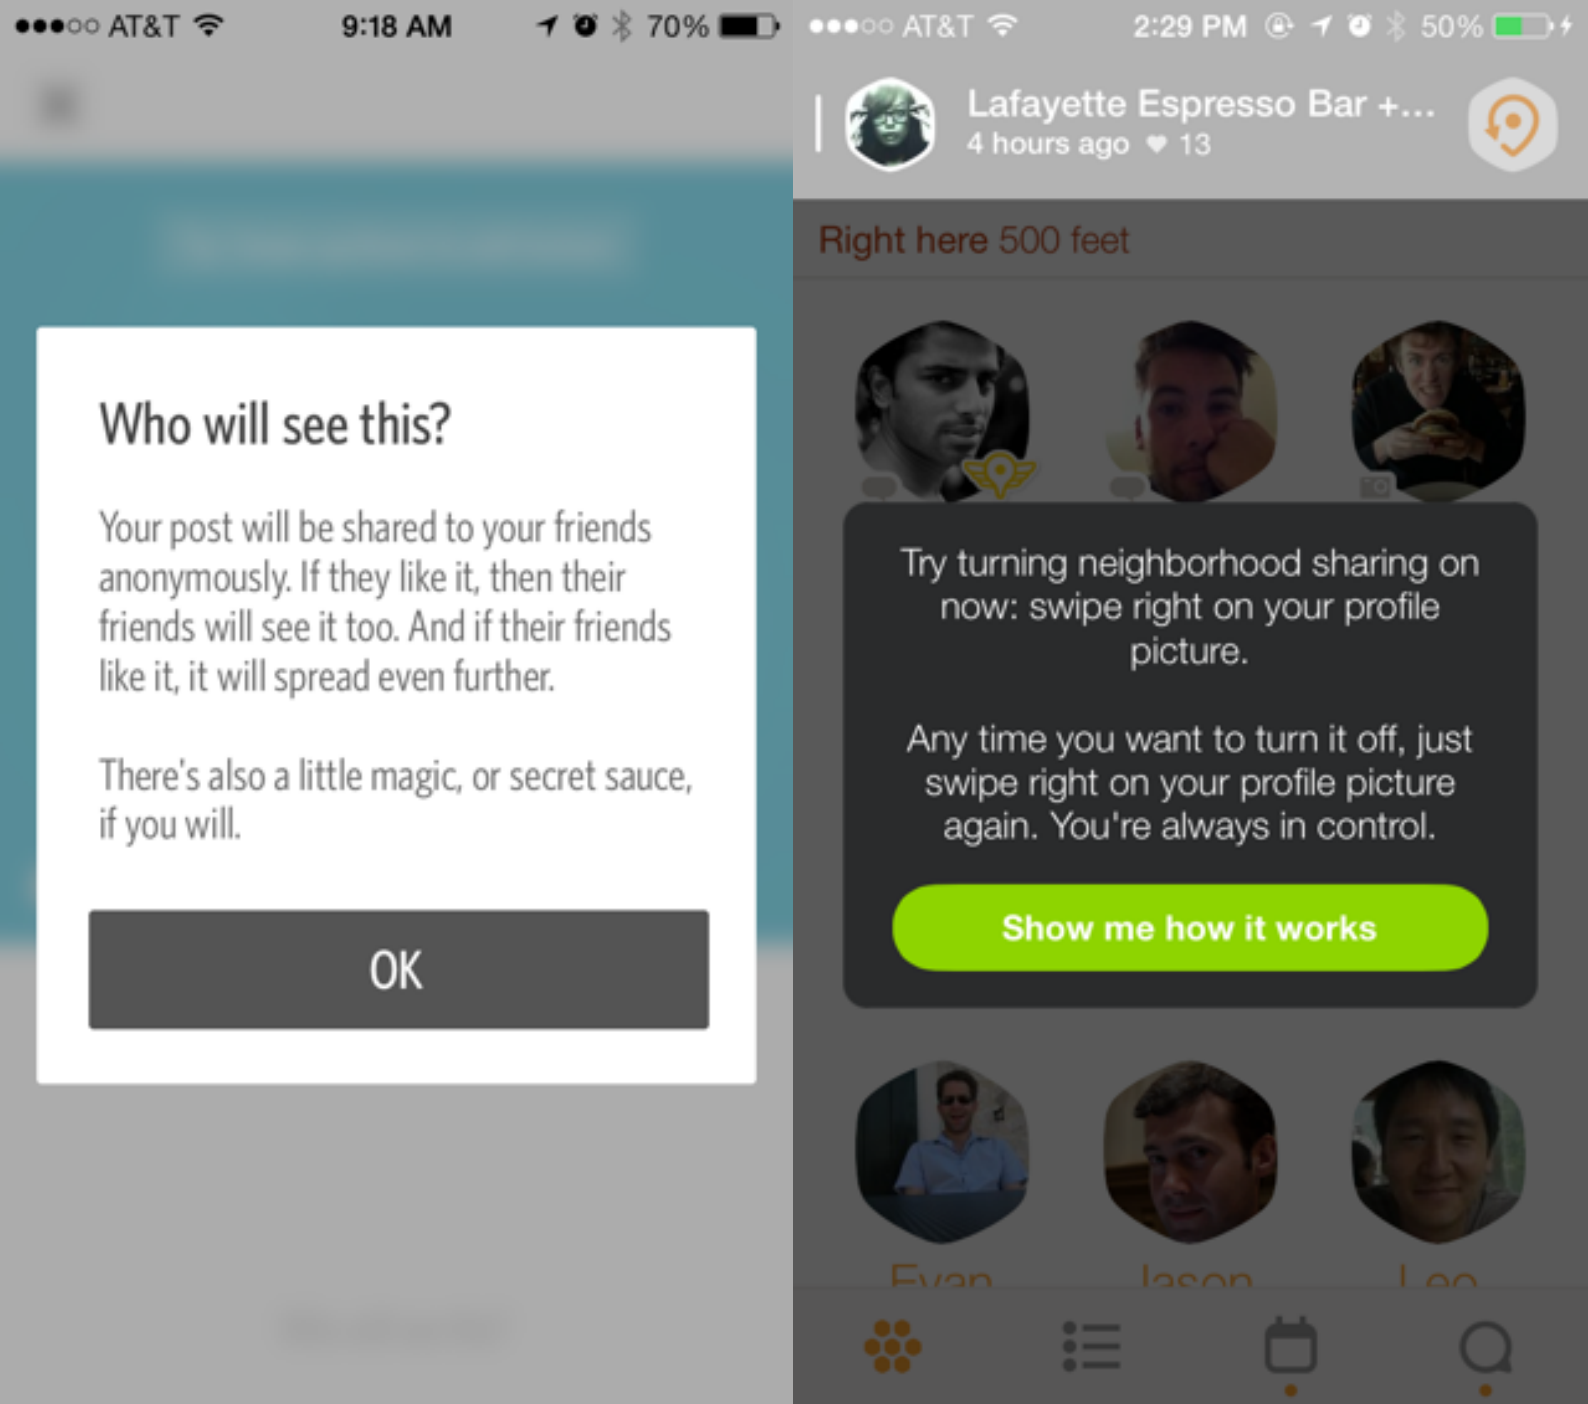 AT&T 9:18 AM 70%
Who will see this?
Your post will be shared to your friends
anonymously. If they like it, then their
friends will see it too. And if their friends
like it, it will spread even further.
There's also a little magic, or secret sauce,
if you will.
OK
AT&T 2:29 PM 50%
Lafayette Espresso Bar +...
4 hours ago 13
Right here 500 feet
Try turning neighborhood sharing on
now: swipe right on your profile
picture.
Any time you want to turn it off, just
swipe right on your profile picture
again. You're always in control.
Show me how it works
Evan Jason Leo